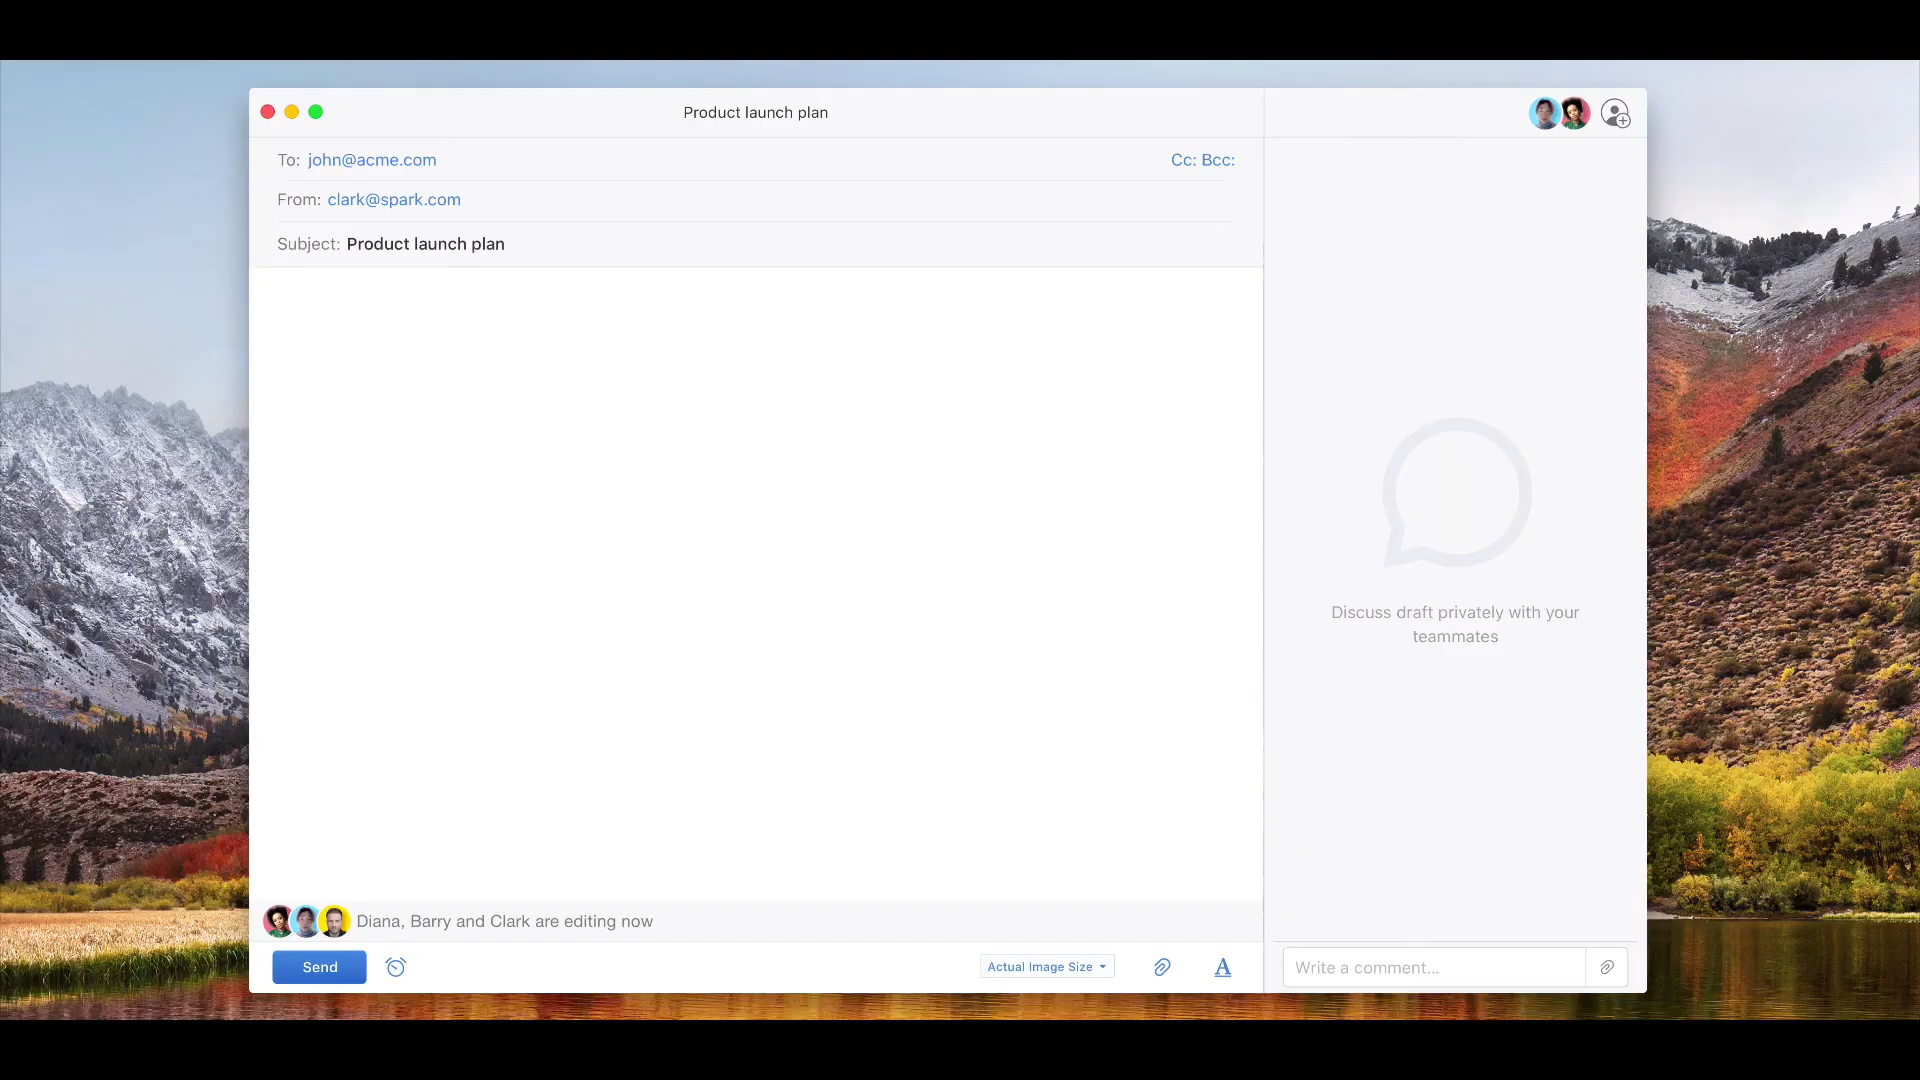 Product launch plan
To: john@acme.com
Cc: Bcc:
From: clark@spark.com
Subject: Product launch plan
Discuss draft privately with your
teammates
Diana, Barry and Clark are editing now
Send
Actual Image Size
A
Write a comment...